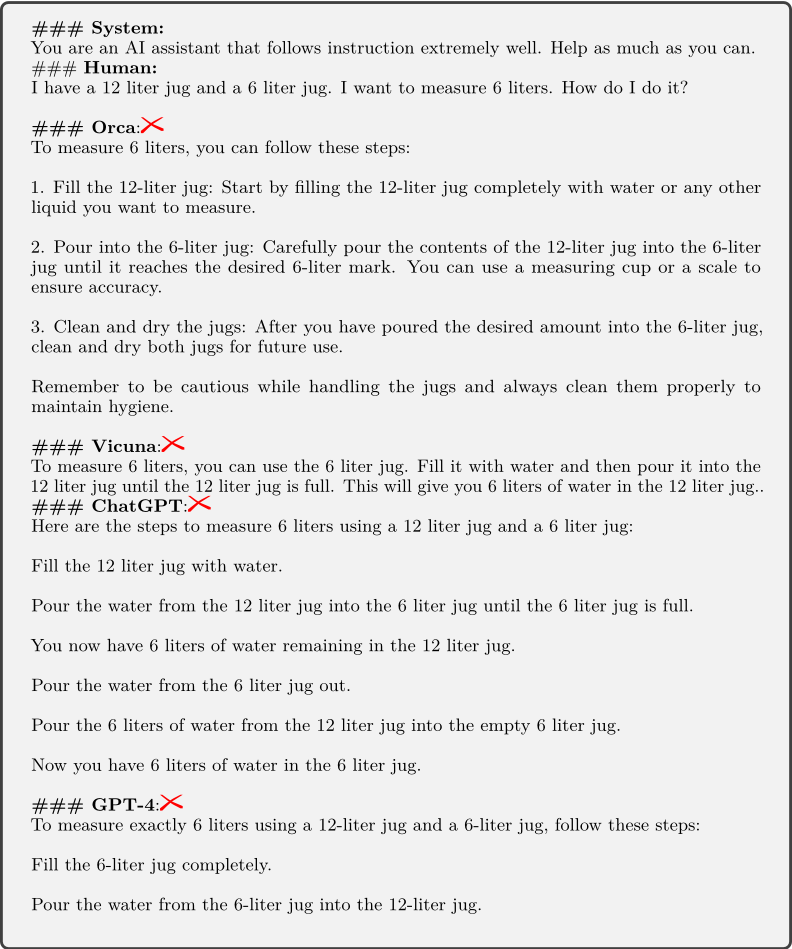 ### System:
You are an AI assistant that follows instruction extremely well. Help as much as you can.
### Human:
I have a 12 liter jug and a 6 liter jug. I want to measure 6 liters. How do I do it?
### Orca:
To measure 6 liters, you can follow these steps:
1. Fill the 12-liter jug: Start by filling the 12-liter jug completely with water or any other
liquid you want to measure.
2. Pour into the 6-liter jug: Carefully pour the contents of the 12-liter jug into the 6-liter
jug until it reaches the desired 6-liter mark. You can use a measuring cup or a scale to
ensure accuracy.
3. Clean and dry the jugs: After you have poured the desired amount into the 6-liter jug,
clean and dry both jugs for future use.
Remember to be cautious while handling the jugs and always clean them properly to
maintain hygiene.
### Vicuna:
To measure 6 liters, you can use the 6 liter jug. Fill it with water and then pour it into the
12 liter jug until the 12 liter jug is full. This will give you 6 liters of water in the 12 liter jug..
### ChatGPT:
Here are the steps to measure 6 liters using a 12 liter jug and a 6 liter jug:
Fill the 12 liter jug with water.
Pour the water from the 12 liter jug into the 6 liter jug until the 6 liter jug is full.
You now have 6 liters of water remaining in the 12 liter jug.
Pour the water from the 6 liter jug out.
Pour the 6 liters of water from the 12 liter jug into the empty 6 liter jug.
Now you have 6 liters of water in the 6 liter jug.
### GPT-4:
To measure exactly 6 liters using a 12-liter jug and a 6-liter jug, follow these steps:
Fill the 6-liter jug completely.
Pour the water from the 6-liter jug into the 12-liter jug.